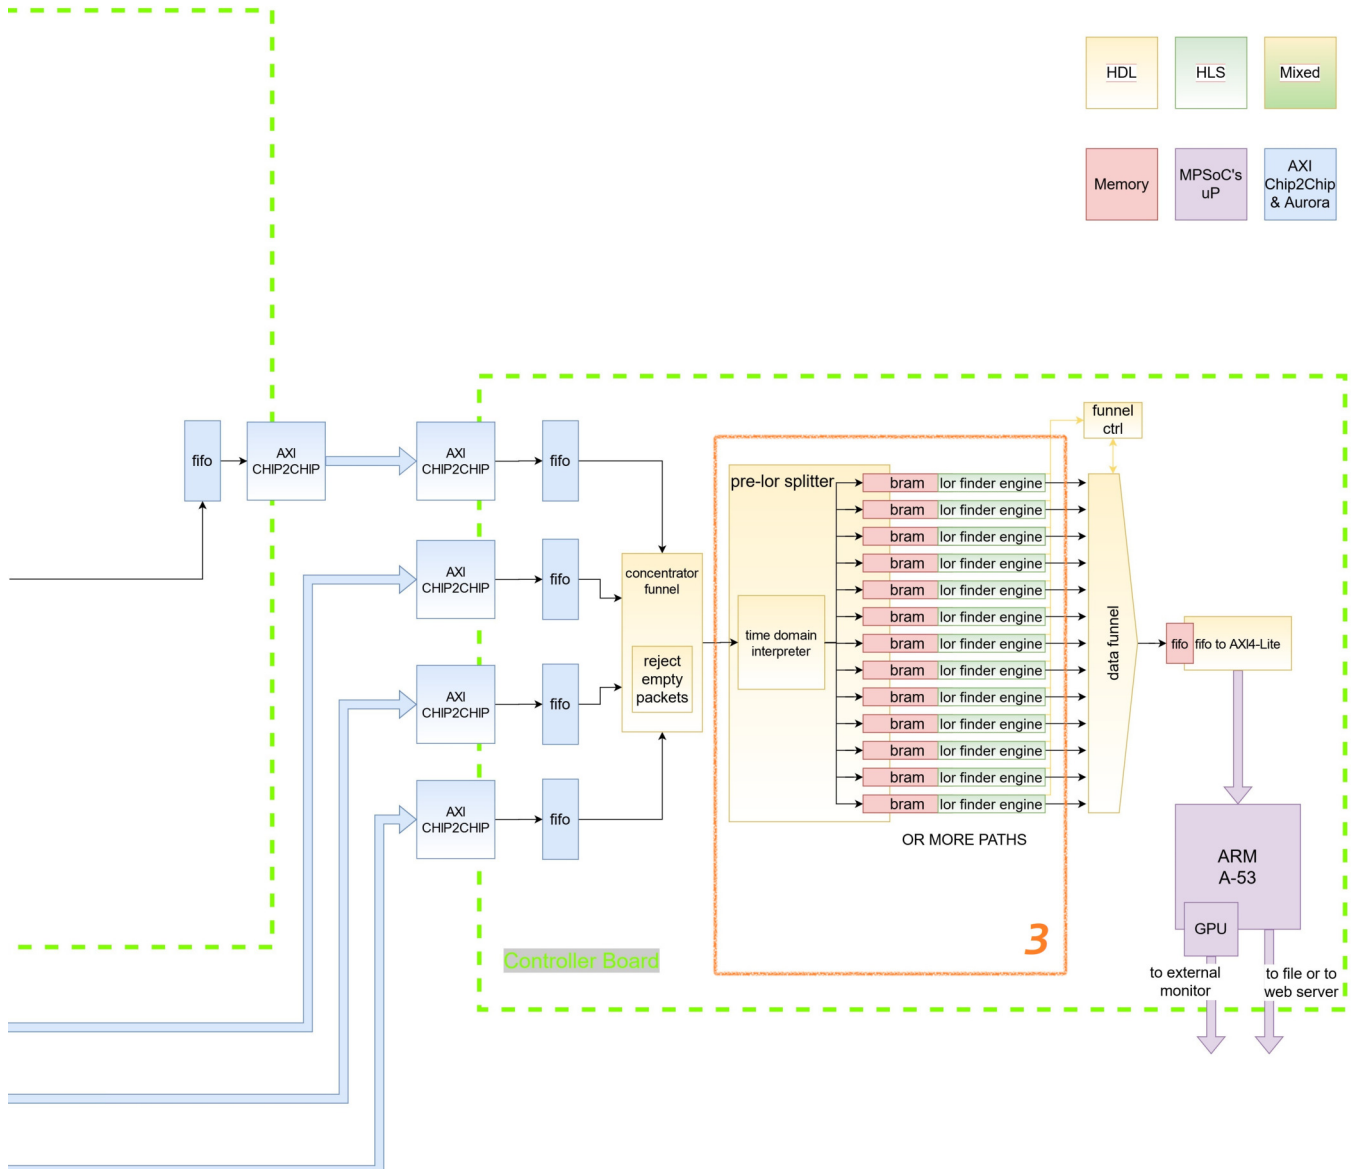 HDL
HLS
Mixed
Memory
MPSoC's
uP
AXI
Chip2Chip
& Aurora
funnel
ctrl
fifo
AXI
CHIP2CHIP
AXI
CHIP2CHIP
fifo
AXI
CHIP2CHIP
fifo
AXI
CHIP2CHIP
fifo
AXI
CHIP2CHIP
fifo
concentrator
funnel
reject
empty
packets
pre-lor splitter
time domain
interpreter
bram lor finder engine
bram lor finder engine
bram lor finder engine
bram lor finder engine
bram lor finder engine
bram lor finder engine
bram lor finder engine
bram lor finder engine
bram lor finder engine
bram lor finder engine
bram lor finder engine
bram lor finder engine
bram lor finder engine
OR MORE PATHS
3
data funnel
fifo
fifo to AXI4-Lite
ARM
A-53
GPU
to external
monitor
to file or to
web server
Controller Board